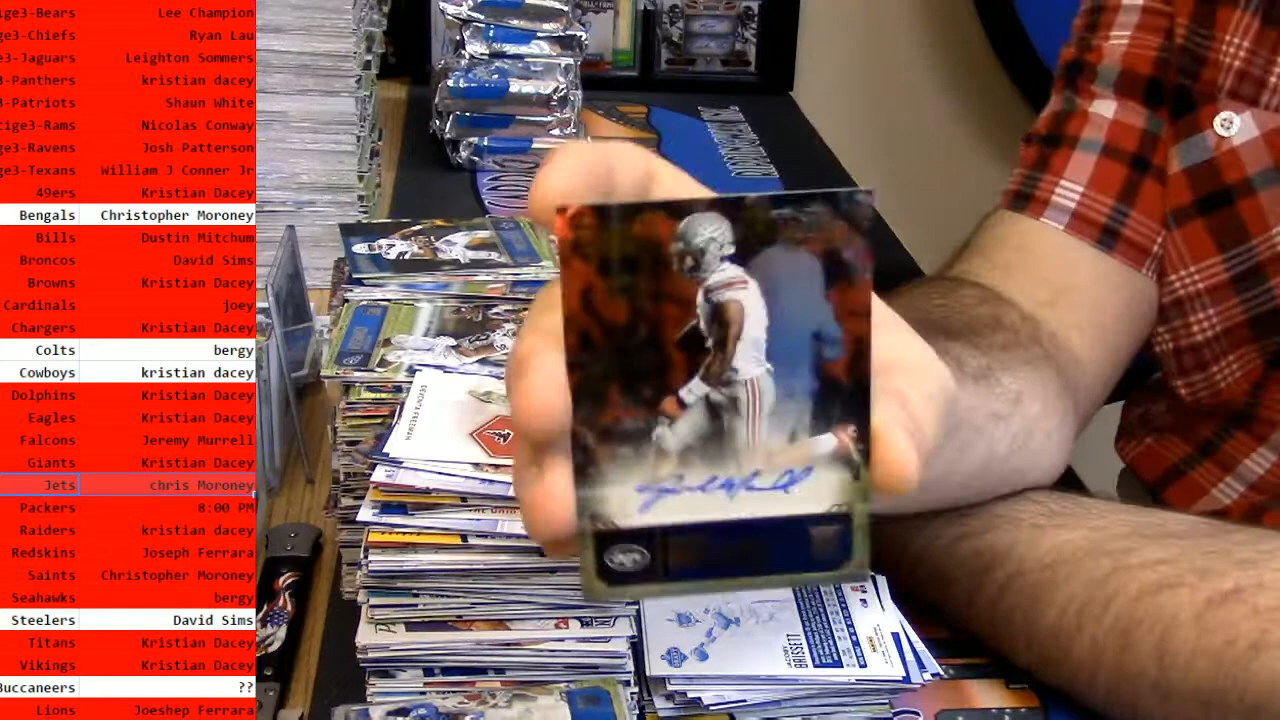 ige3-Bears Lee Champion
ge3-Chiefs Ryan Lau
e3-Jaguars Leighton Sommers
3-Panthers kristian dacey
3-Patriots Shaun White
tige3-Rams Nicolas Conway
ge3-Ravens Josh Patterson
ge3-Texans William J Conner Jr
49ers Kristian Dacey
Bengals Christopher Moroney
Bills Dustin Mitchum
Broncos David Sims
Browns Kristian Dacey
Cardinals joey
Chargers Kristian Dacey
Colts bergy
Cowboys kristian dacey
Dolphins Kristian Dacey
Eagles Kristian Dacey
Falcons Jeremy Murrell
Giants Kristian Dacey
Jets chris Moroney
Packers 8:00 PM
Raiders kristian dacey
Redskins Joseph Ferrara
Saints Christopher Moroney
Seahawks bergy
Steelers David Sims
Titans Kristian Dacey
Vikings Kristian Dacey
Buccaneers ??
Lions Joeshep Ferrara
DEVONTA FREEMAN
JACOBY
BRISSETT